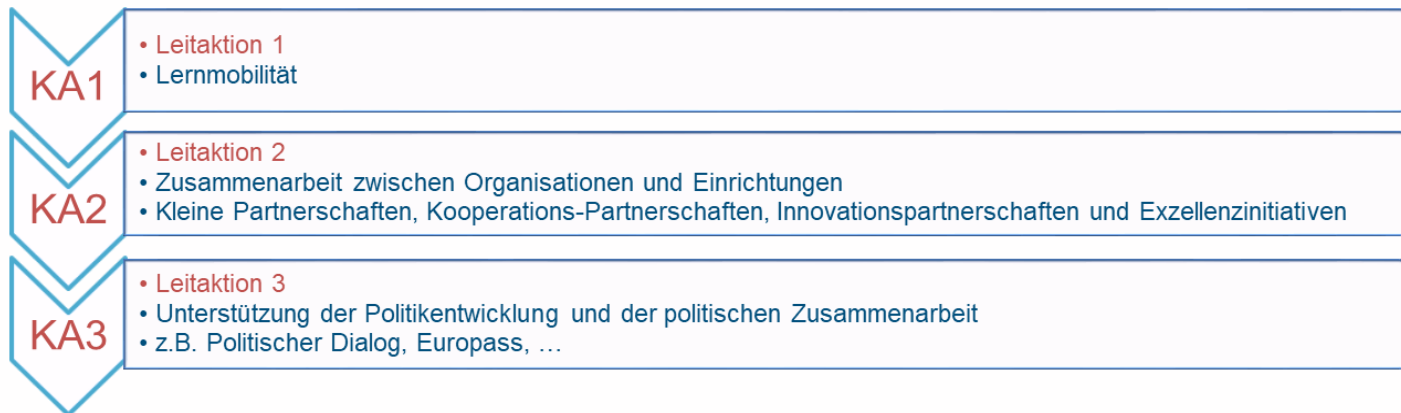 KA1
• Leitaktion 1
• Lernmobilität
KA2
• Leitaktion 2
• Zusammenarbeit zwischen Organisationen und Einrichtungen
• Kleine Partnerschaften, Kooperations-Partnerschaften, Innovationspartnerschaften und Exzellenzinitiativen
KA3
• Leitaktion 3
• Unterstützung der Politikentwicklung und der politischen Zusammenarbeit
• z.B. Politischer Dialog, Europass, …